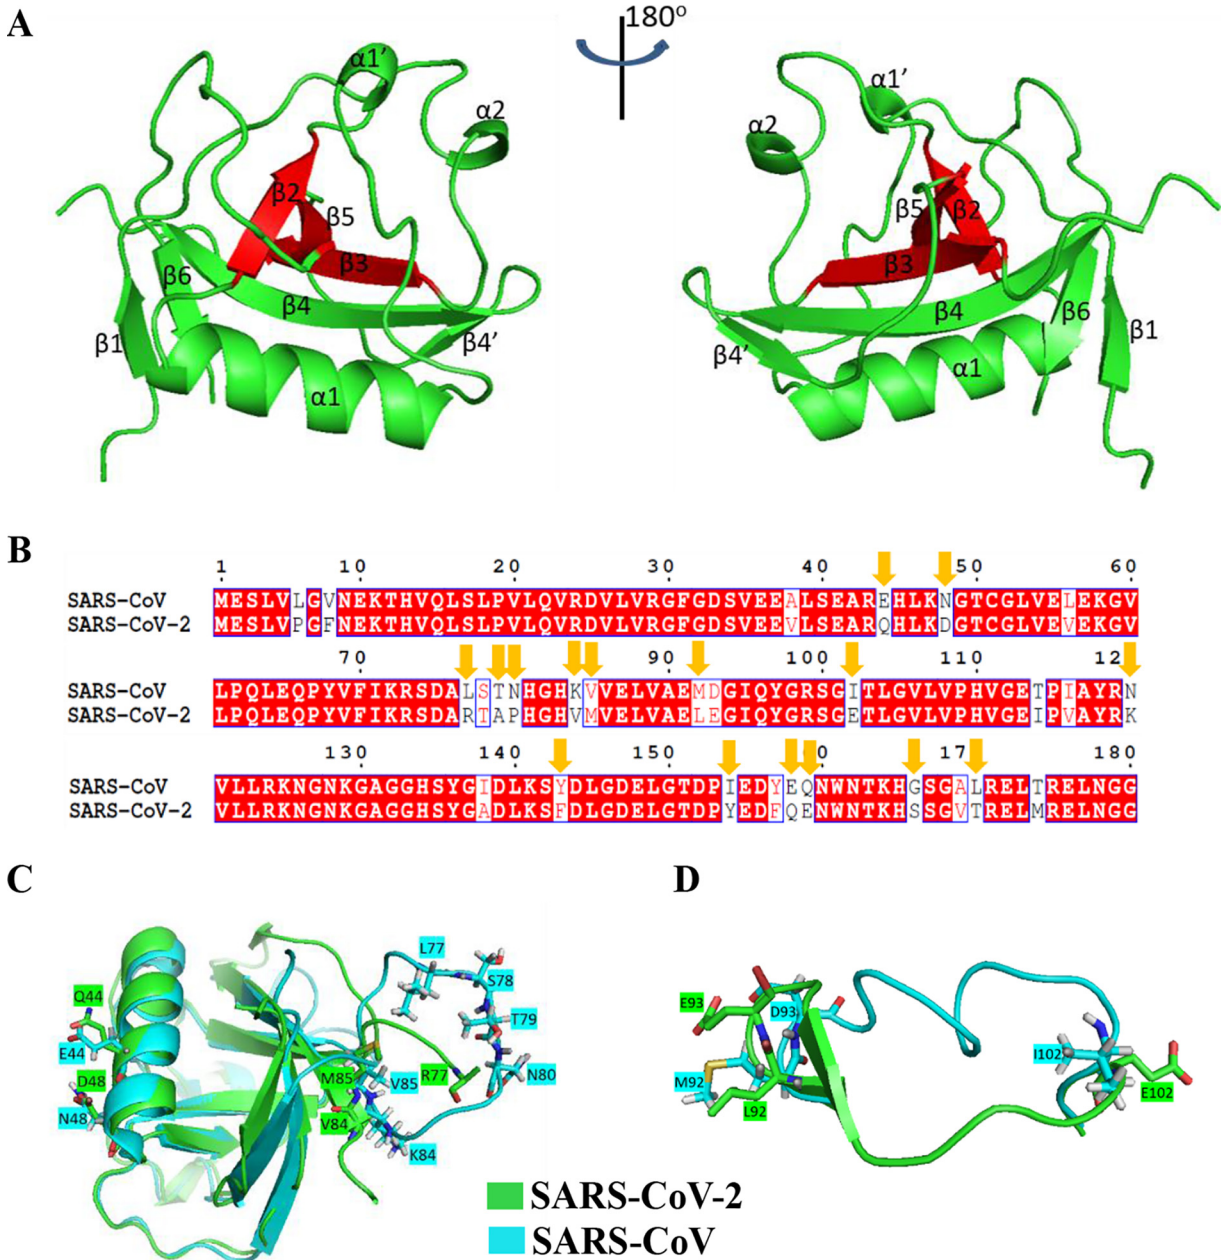 A
180°
α1'
α2
β2
β5
β3
β6
β4
β1
β4'
α1
α1'
α2
β5
β2
β3
β4
β6
β1
β4'
α1
B
1 10 20 30 40 50 60
SARS-CoV MESLVLGVNEKTHVQLSLPVLQVRDVLVRGFGDSVEEALSEAREHLKNGTCGLVELEKGV
SARS-CoV-2 MESLVPGFNEKTHVQLSLPVLQVRDVLVRGFGDSVEEVLSEARQHLKDGTCGLVEVEKGV
70 80 90 100 110 120
SARS-CoV LPQLEQPYVFIKRSDALSTNHGHKVVELVAEMDGIQYGRSGITLGVLVPHVGETPIAYRN
SARS-CoV-2 LPQLEQPYVFIKRSDARTAPHGHVMVELVAELEGIQYGRSGETLGVLVPHVGEIPVAYRK
130 140 150 160 170 180
SARS-CoV VLLRKNGNKGAGGHSYGIDLKSYDLGDELGTDPIEDYEQNWNTKHGSGALRELTRELNGG
SARS-CoV-2 VLLRKNGNKGAGGHSYGADLKSFDLGDELGTDPYEDFQENWNTKHSSGVTRELMRELNGG
C
L77
S78
T79
N80
Q44
E44
D48
N48
M85
V85
R77
V84
K84
D
E93
D93
M92
L92
I102
E102
SARS-CoV-2
SARS-CoV